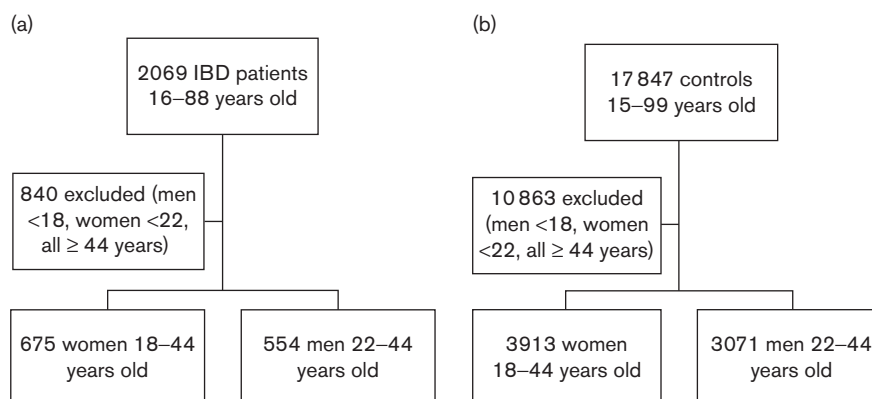 (a)
2069 IBD patients
16–88 years old
840 excluded (men
<18, women <22,
all ≥ 44 years)
675 women 18–44
years old
554 men 22–44
years old
(b)
17 847 controls
15–99 years old
10 863 excluded
(men <18, women
<22, all ≥ 44 years)
3913 women
18–44 years old
3071 men 22–44
years old